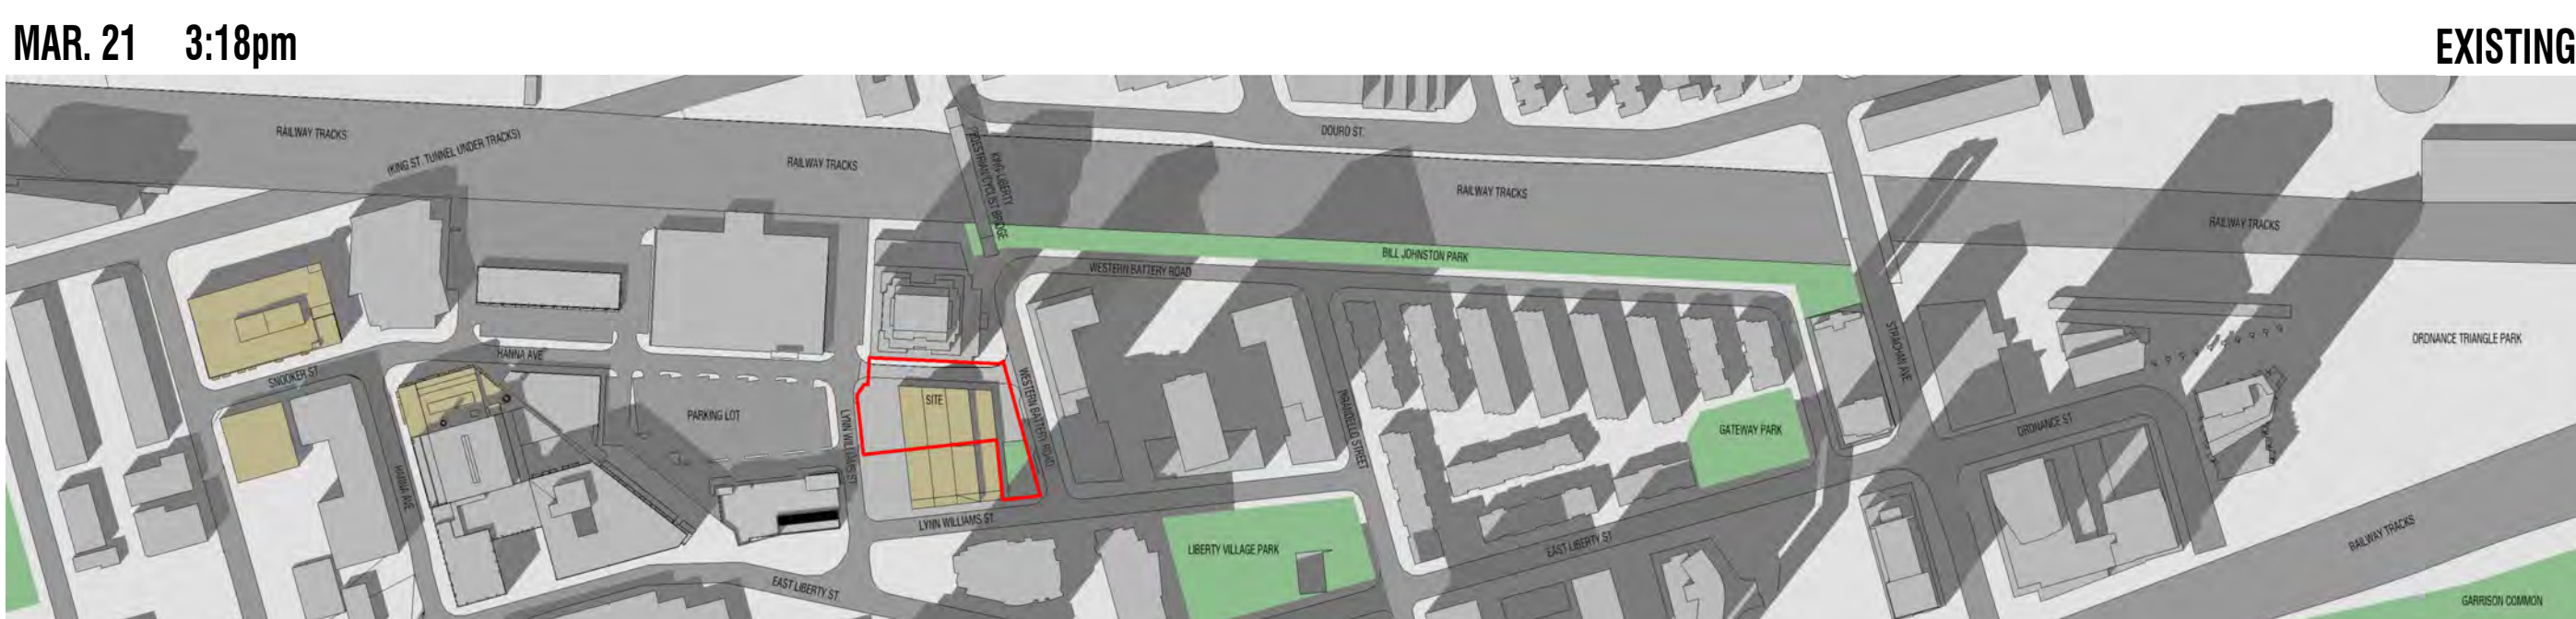 MAR. 21 3:18pm
EXISTING
RAILWAY TRACKS
(KING ST. TUNNEL UNDER TRACKS)
RAILWAY TRACKS
KING-LIBERTY
PEDESTRIAN/CYCLIST BRIDGE
DOURO ST.
RAILWAY TRACKS
RAILWAY TRACKS
BILL JOHNSTON PARK
WESTERN BATTERY ROAD
STRACHAN AVE
ORDNANCE TRIANGLE PARK
HANNA AVE
SNOOKER ST
SITE
WESTERN BATTERY ROAD
PARKING LOT
LYNN WILLIAMS ST
PIRANDELLO STREET
GATEWAY PARK
ORDNANCE ST
HANNA AVE
LYNN WILLIAMS ST
LIBERTY VILLAGE PARK
EAST LIBERTY ST
RAILWAY TRACKS
EAST LIBERTY ST
GARRISON COMMON